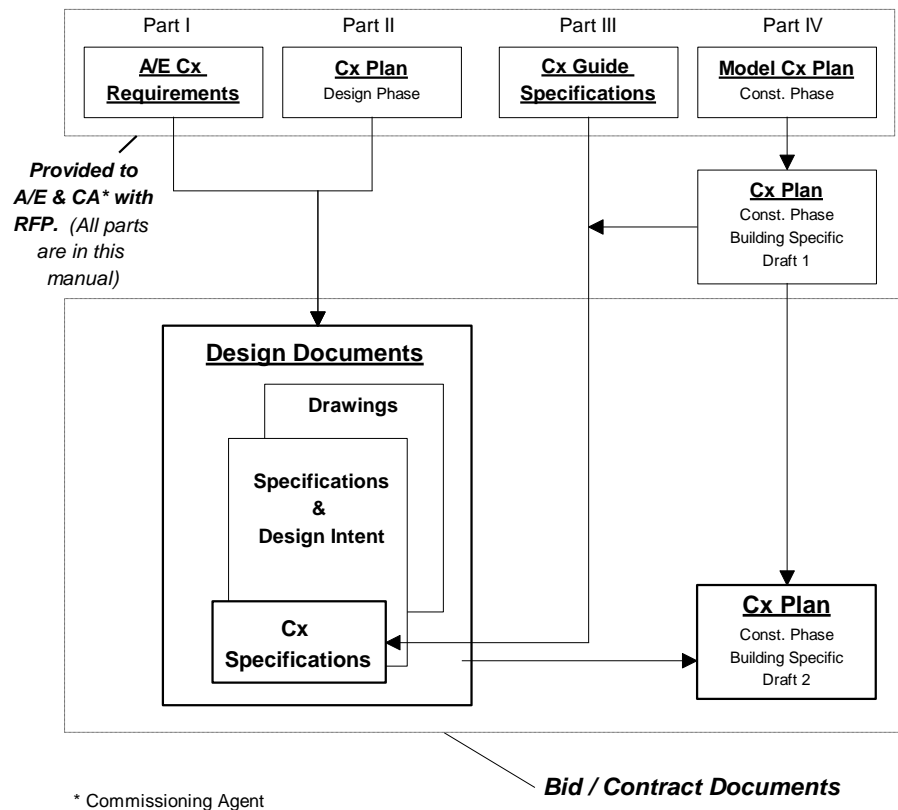 Part I
Part II
Part III
Part IV
A/E Cx
Requirements
Cx Plan
Design Phase
Cx Guide
Specifications
Model Cx Plan
Const. Phase
Provided to
A/E & CA* with
RFP. (All parts
are in this
manual)
Cx Plan
Const. Phase
Building Specific
Draft 1
Design Documents
Drawings
Specifications
&
Design Intent
Cx
Specifications
Cx Plan
Const. Phase
Building Specific
Draft 2
Bid / Contract Documents
* Commissioning Agent